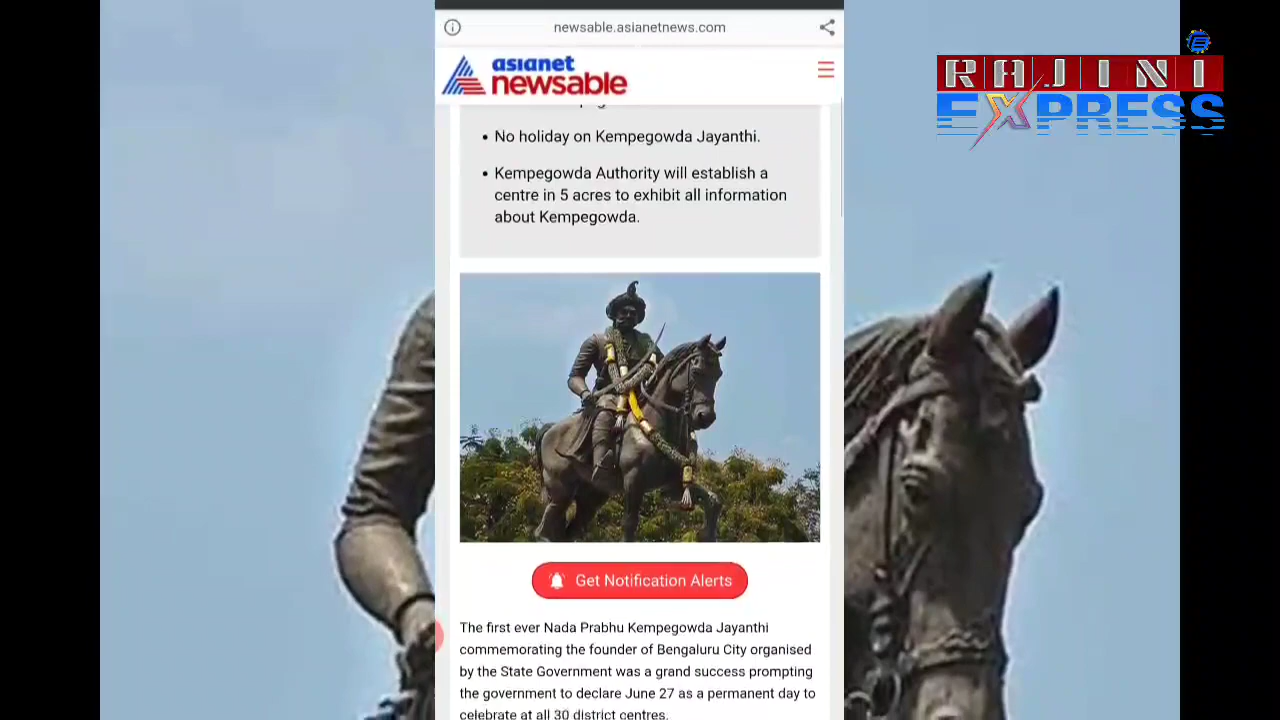 newsable.asianetnews.com
asianet
newsable
RAJINI
EXPRESS
• No holiday on Kempegowda Jayanthi.
• Kempegowda Authority will establish a
centre in 5 acres to exhibit all information
about Kempegowda.
Get Notification Alerts
The first ever Nada Prabhu Kempegowda Jayanthi
commemorating the founder of Bengaluru City organised
by the State Government was a grand success prompting
the government to declare June 27 as a permanent day to
celebrate at all 30 district centres.